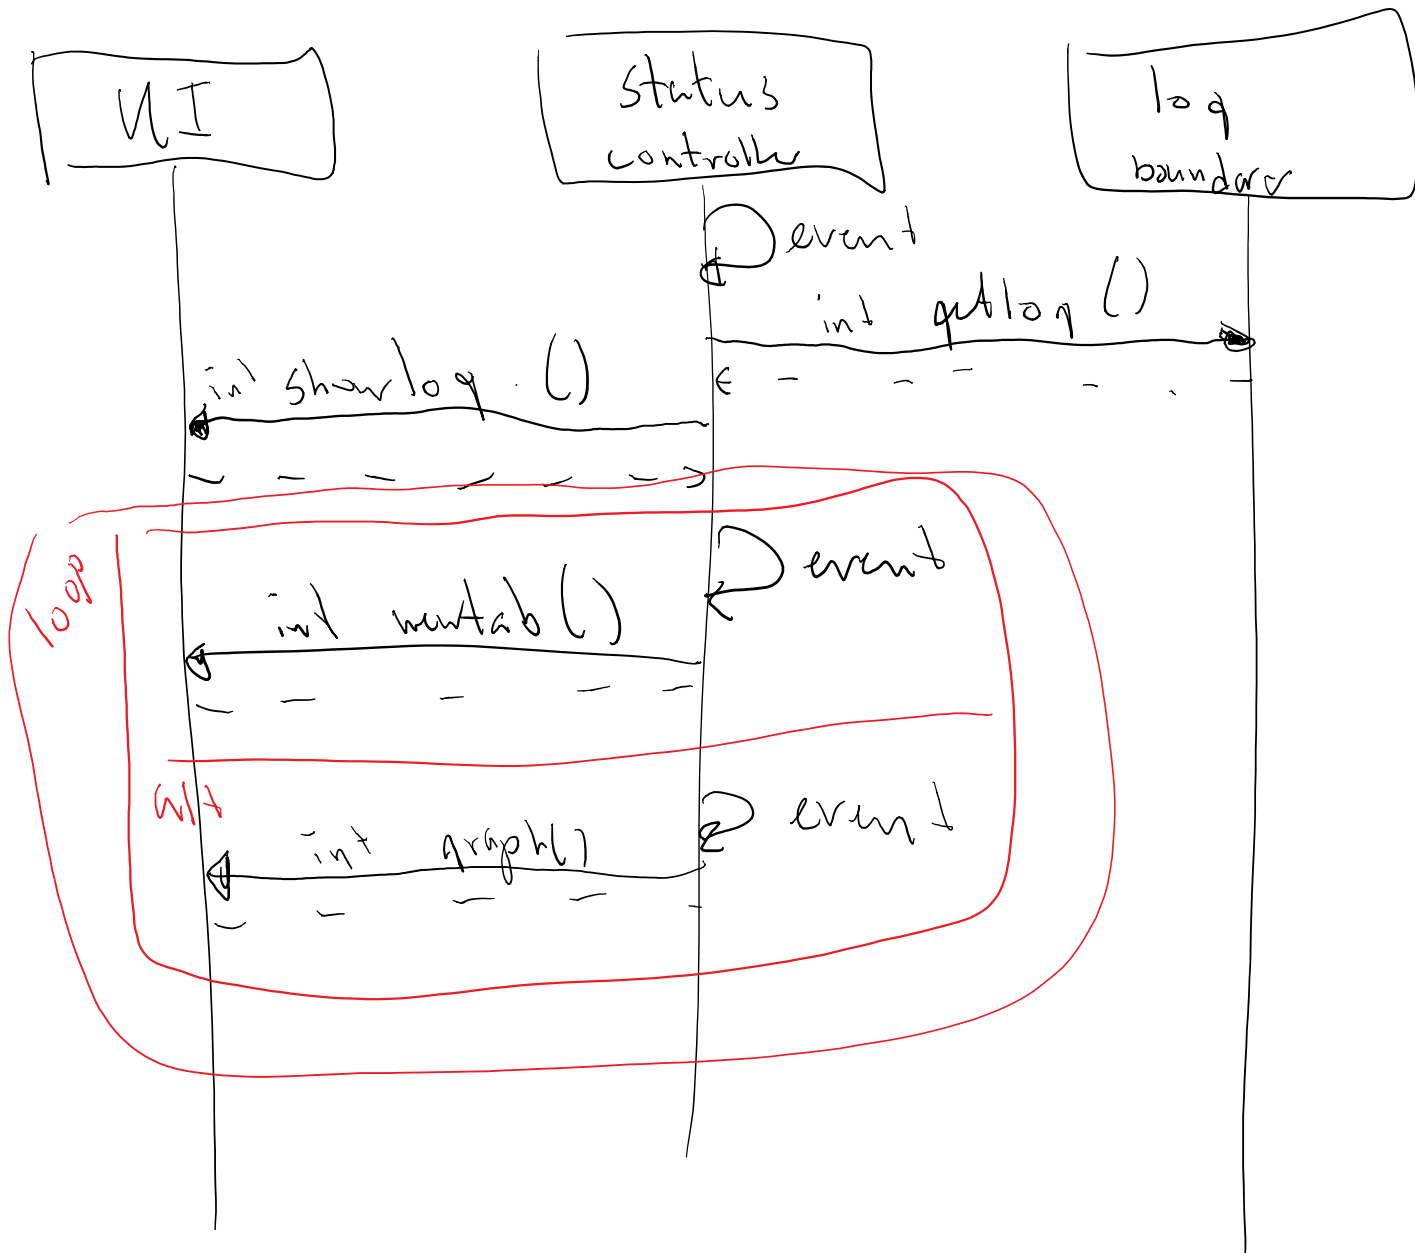 UI
status
controller
log
boundary
event
int getlog()
int showlog()
loop
event
int newtab()
alt
event
int graph()